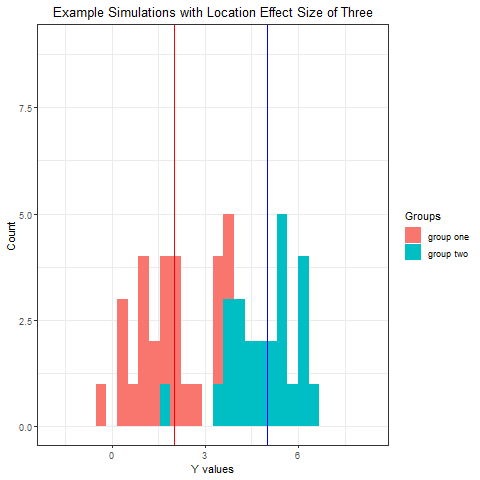 Example Simulations with Location Effect Size of Three
7.5
5.0
2.5
0.0
Count
0 3 6
Y values
Groups
group one
group two